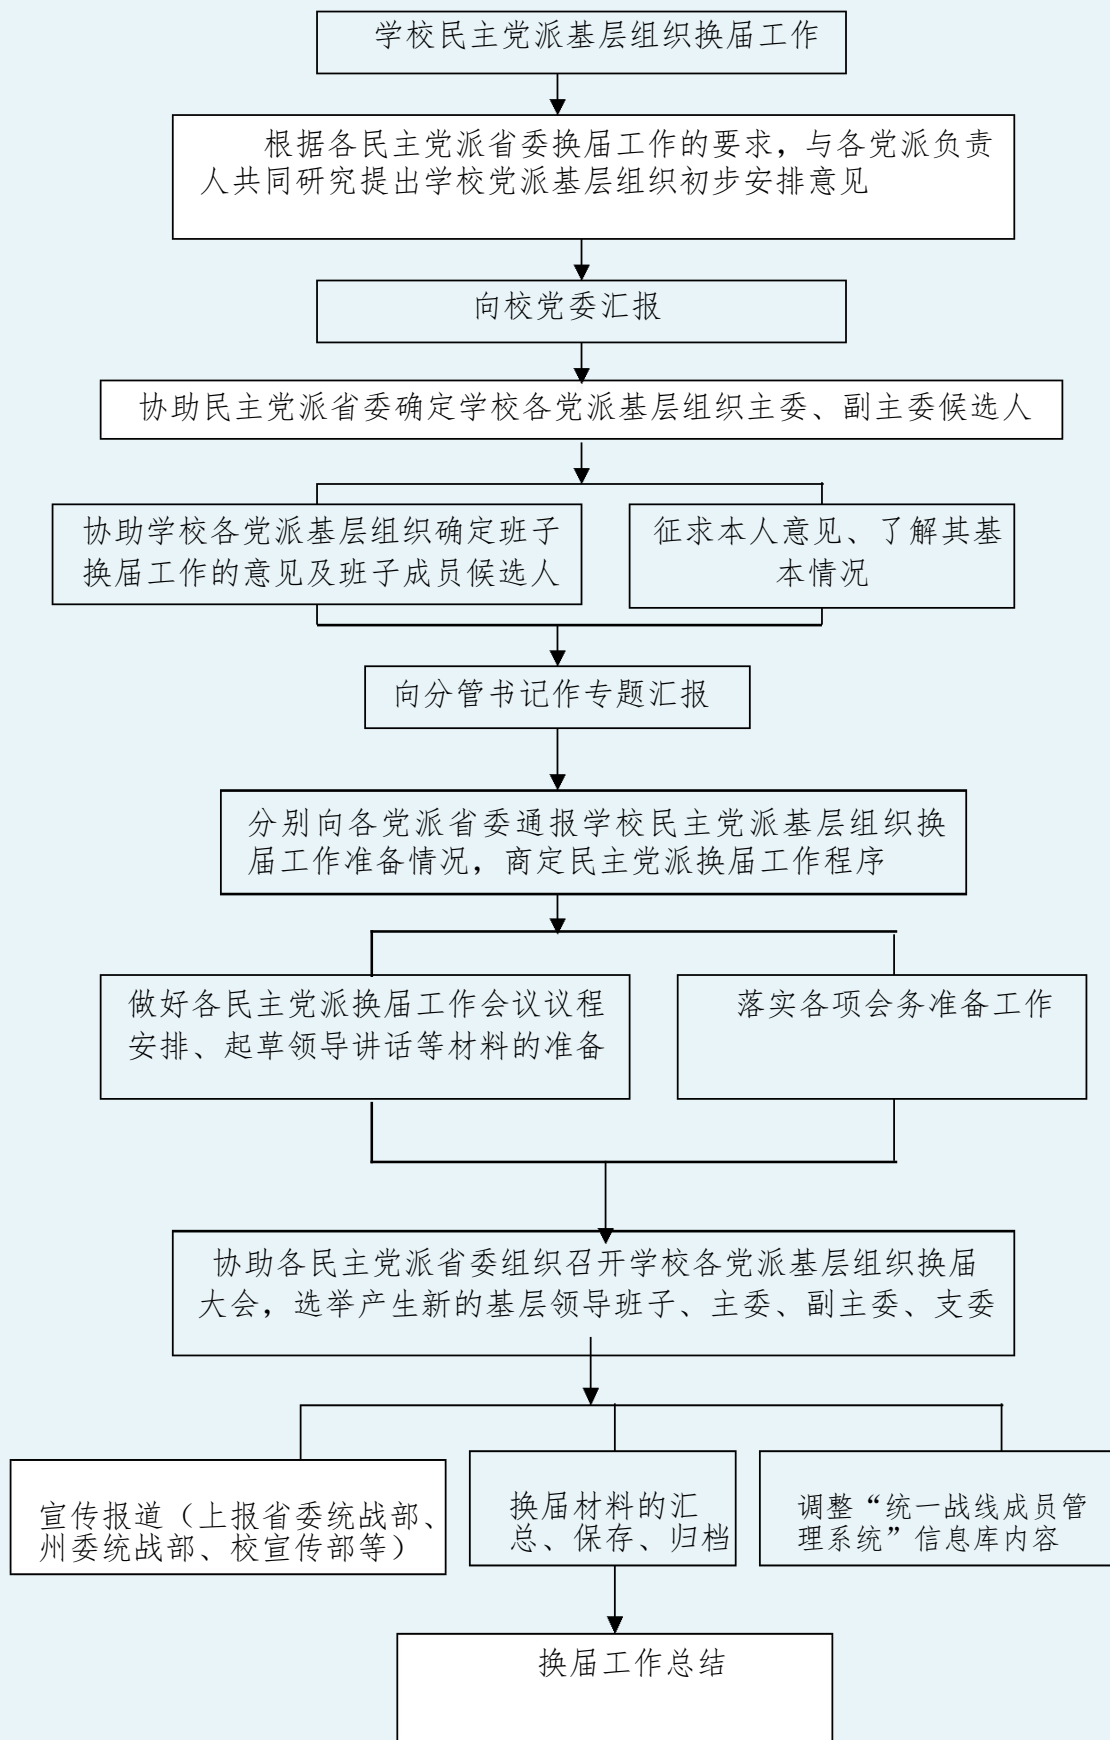 学校民主党派基层组织换届工作
根据各民主党派省委换届工作的要求，与各党派负责
人共同研究提出学校党派基层组织初步安排意见
向校党委汇报
协助民主党派省委确定学校各党派基层组织主委、副主委候选人
协助学校各党派基层组织确定班子
换届工作的意见及班子成员候选人
征求本人意见、了解其基
本情况
向分管书记作专题汇报
分别向各党派省委通报学校民主党派基层组织换
届工作准备情况，商定民主党派换届工作程序
做好各民主党派换届工作会议议程
安排、起草领导讲话等材料的准备
落实各项会务准备工作
协助各民主党派省委组织召开学校各党派基层组织换届
大会，选举产生新的基层领导班子、主委、副主委、支委
宣传报道（上报省委统战部、
州委统战部、校宣传部等）
换届材料的汇
总、保存、归档
调整“统一战线成员管
理系统”信息库内容
换届工作总结